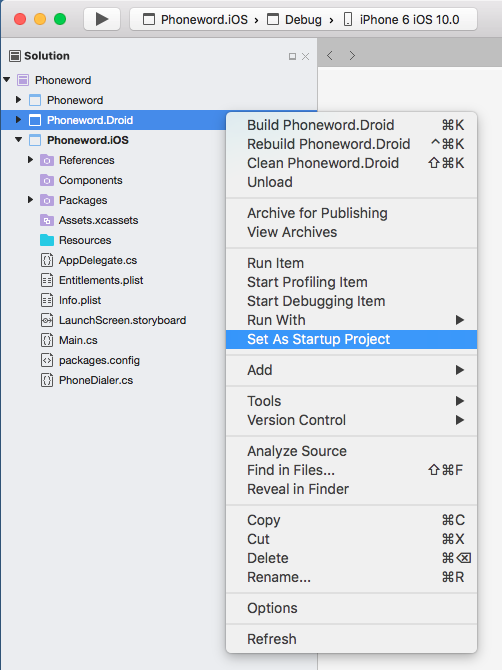 Phoneword.iOS › Debug › iPhone 6 iOS 10.0
Solution
Phoneword
Phoneword
Phoneword.Droid
Phoneword.iOS
References
Components
Packages
Assets.xcassets
Resources
AppDelegate.cs
Entitlements.plist
Info.plist
LaunchScreen.storyboard
Main.cs
packages.config
PhoneDialer.cs
Build Phoneword.Droid ⌘K
Rebuild Phoneword.Droid ^⌘K
Clean Phoneword.Droid ⇧⌘K
Unload
Archive for Publishing
View Archives
Run Item
Start Profiling Item
Start Debugging Item
Run With
Set As Startup Project
Add
Tools
Version Control
Analyze Source
Find in Files... ⇧⌘F
Reveal in Finder
Copy ⌘C
Cut ⌘X
Delete ⌘⌫
Rename... ⌘R
Options
Refresh